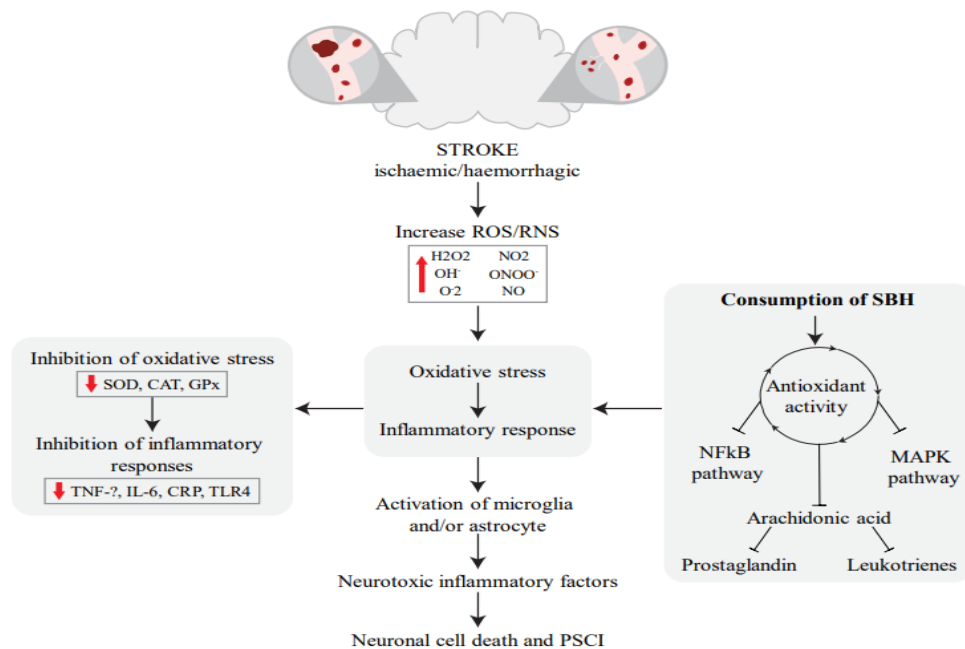 STROKE
ischaemic/haemorrhagic
Increase ROS/RNS
H2O2 NO2
OH- ONOO-
O-2 NO
Consumption of SBH
Antioxidant
activity
NFkB
pathway
MAPK
pathway
Arachidonic acid
Prostaglandin
Leukotrienes
Oxidative stress
Inflammatory response
Inhibition of oxidative stress
SOD, CAT, GPx
Inhibition of inflammatory
responses
TNF-?, IL-6, CRP, TLR4
Activation of microglia
and/or astrocyte
Neurotoxic inflammatory factors
Neuronal cell death and PSCI